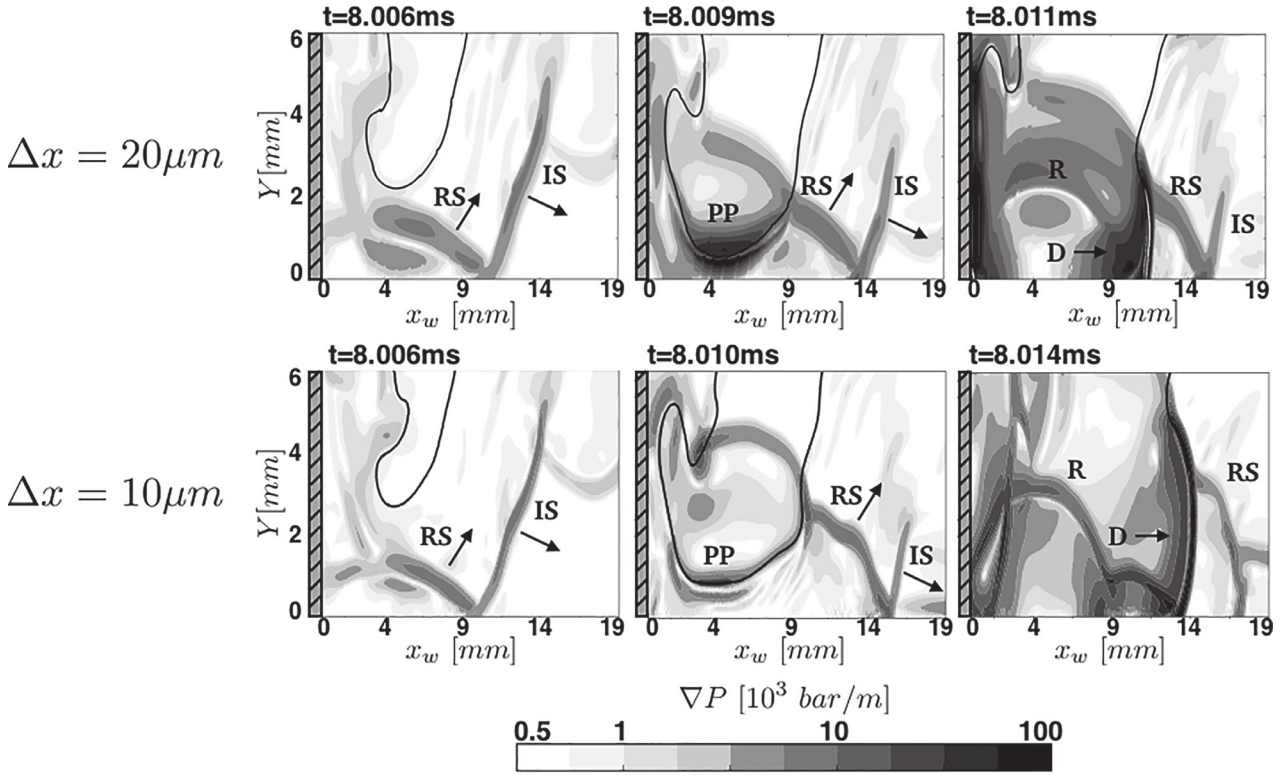 t=8.006ms t=8.009ms t=8.011ms
Δx = 20μm
Y[mm]
6
4
2
0
RS IS
PP RS IS
R D RS IS
0 4 9 14 19
0 4 9 14 19
0 4 9 14 19
x_w [mm] x_w [mm] x_w [mm]
t=8.006ms t=8.010ms t=8.014ms
Δx = 10μm
Y[mm]
6
4
2
0
RS IS
PP RS IS
R D RS
0 4 9 14 19
0 4 9 14 19
0 4 9 14 19
x_w [mm] x_w [mm] x_w [mm]
∇P [10³ bar/m]
0.5 1 10 100